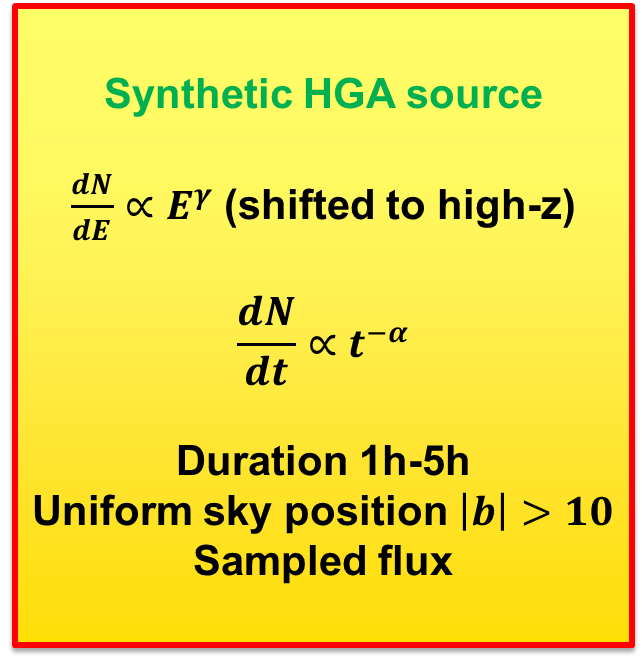 Synthetic HGA source
dN/dE ∝ E^γ (shifted to high-z)
dN/dt ∝ t^−α
Duration 1h-5h
Uniform sky position |b| > 10
Sampled flux